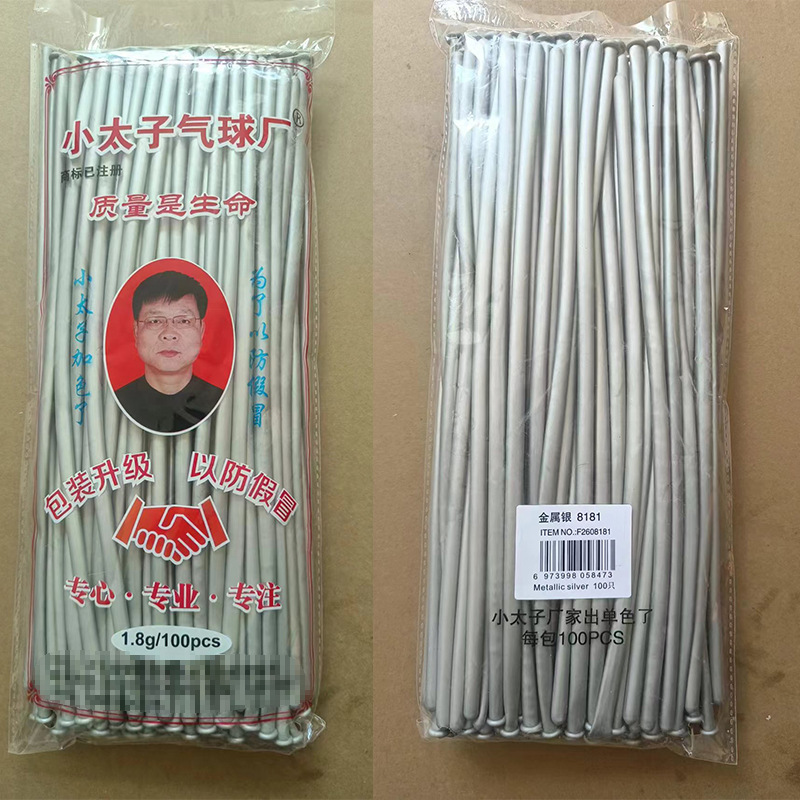 小太子气球厂®
商标已注册
质量是生命
小太子加色了
为了以防假冒
包装升级 以防假冒
专心·专业·专注
1.8g/100pcs
金属银 8181
ITEM NO.:F2608181
6 973998 058473
Metallic silver 100只
小太子厂家出单色了
每包100PCS